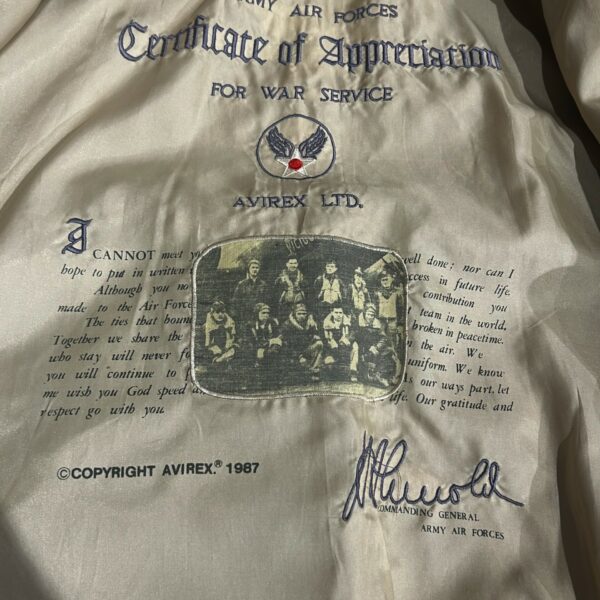 ARMY AIR FORCES
Certificate of Appreciation
FOR WAR SERVICE
AVIREX LTD.
I CANNOT meet well done; nor can I
hope to put in written success in future life.
Although you contribution you
made to the Air Force team in the world.
The ties that broken in peacetime.
Together we share the the air. We
who stay will never uniform. We know
you will continue to as our ways part, let
me wish you God speed life. Our gratitude and
respect go with you.
©COPYRIGHT AVIREX.® 1987
H H Arnold
COMMANDING GENERAL
ARMY AIR FORCES